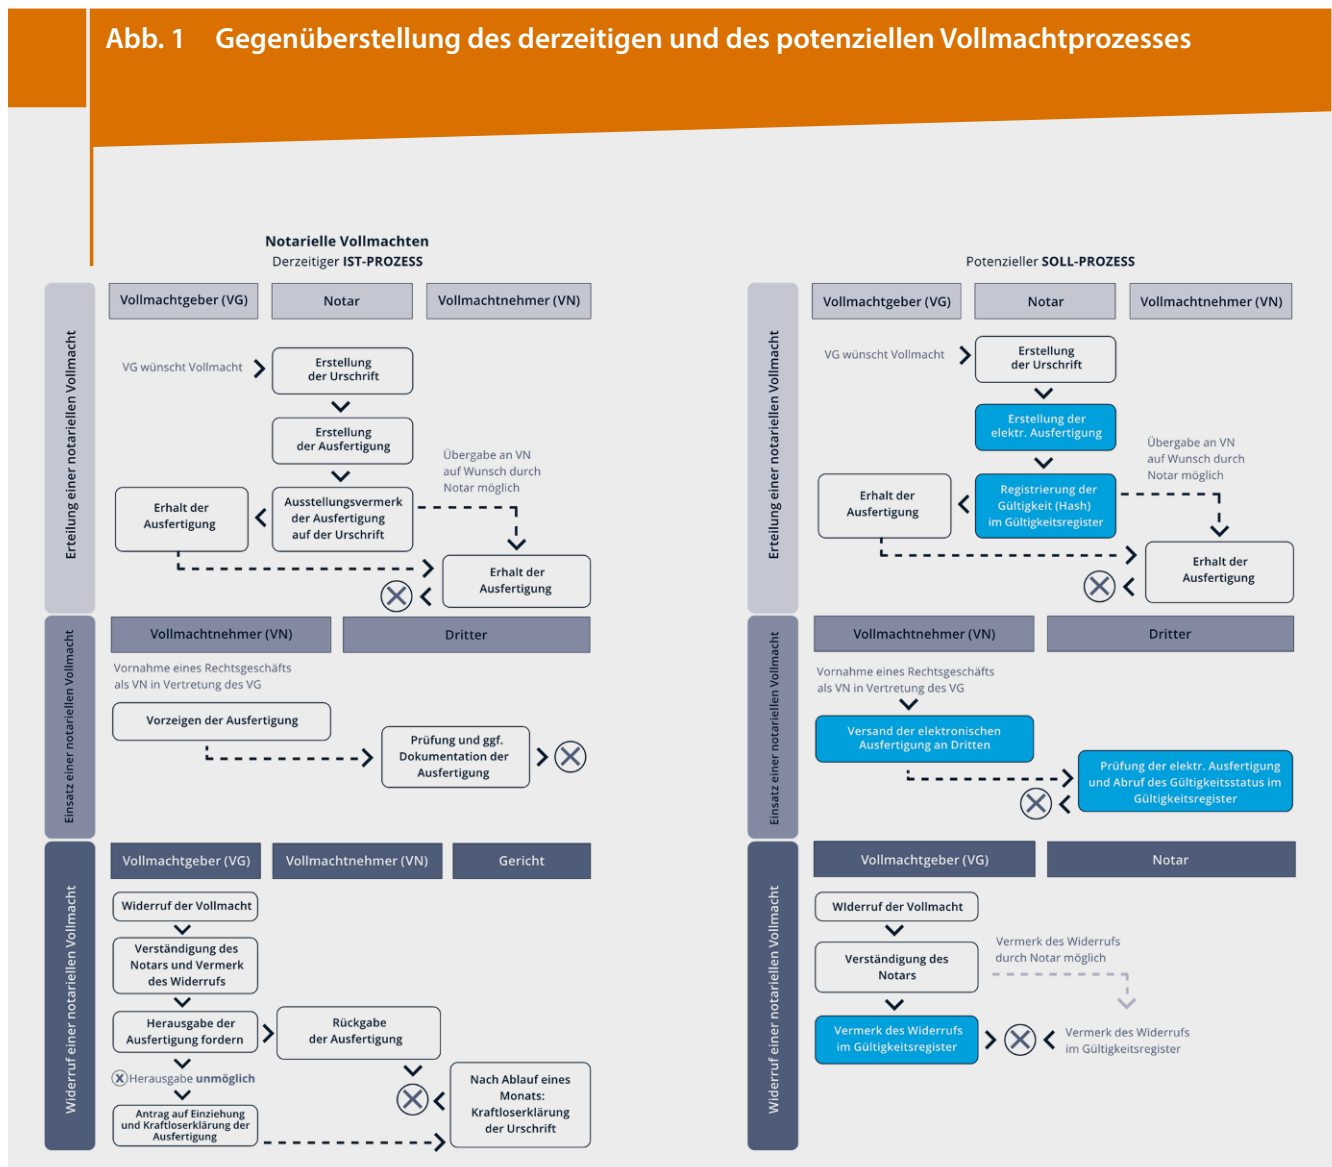 Abb. 1 Gegenüberstellung des derzeitigen und des potenziellen Vollmachtprozesses
Notarielle Vollmachten
Derzeitiger IST-PROZESS
Erteilung einer notariellen Vollmacht
Vollmachtgeber (VG)
Notar
Vollmachtnehmer (VN)
VG wünscht Vollmacht
Erstellung
der Urschrift
Erstellung
der Ausfertigung
Übergabe an VN
auf Wunsch durch
Notar möglich
Erhalt der
Ausfertigung
Ausstellungsvermerk
der Ausfertigung
auf der Urschrift
Erhalt der
Ausfertigung
Einsatz einer notariellen Vollmacht
Vollmachtnehmer (VN)
Dritter
Vornahme eines Rechtsgeschäfts
als VN in Vertretung des VG
Vorzeigen der Ausfertigung
Prüfung und ggf.
Dokumentation der
Ausfertigung
Widerruf einer notariellen Vollmacht
Vollmachtgeber (VG)
Vollmachtnehmer (VN)
Gericht
Widerruf der Vollmacht
Verständigung des
Notars und Vermerk
des Widerrufs
Herausgabe der
Ausfertigung fordern
Rückgabe
der Ausfertigung
Herausgabe unmöglich
Antrag auf Einziehung
und Kraftloserklärung der
Ausfertigung
Nach Ablauf eines
Monats:
Kraftloserklärung
der Urschrift
Potenzieller SOLL-PROZESS
Erteilung einer notariellen Vollmacht
Vollmachtgeber (VG)
Notar
Vollmachtnehmer (VN)
VG wünscht Vollmacht
Erstellung
der Urschrift
Erstellung der
elektr. Ausfertigung
Übergabe an VN
auf Wunsch durch
Notar möglich
Erhalt der
Ausfertigung
Registrierung der
Gültigkeit (Hash)
im Gültigkeitsregister
Erhalt der
Ausfertigung
Einsatz einer notariellen Vollmacht
Vollmachtnehmer (VN)
Dritter
Vornahme eines Rechtsgeschäfts
als VN in Vertretung des VG
Versand der elektronischen
Ausfertigung an Dritten
Prüfung der elektr. Ausfertigung
und Abruf des Gültigkeitsstatus im
Gültigkeitsregister
Widerruf einer notariellen Vollmacht
Vollmachtgeber (VG)
Notar
WIderruf der Vollmacht
Verständigung des
Notars
Vermerk des Widerrufs
durch Notar möglich
Vermerk des Widerrufs
im Gültigkeitsregister
Vermerk des Widerrufs
im Gültigkeitsregister